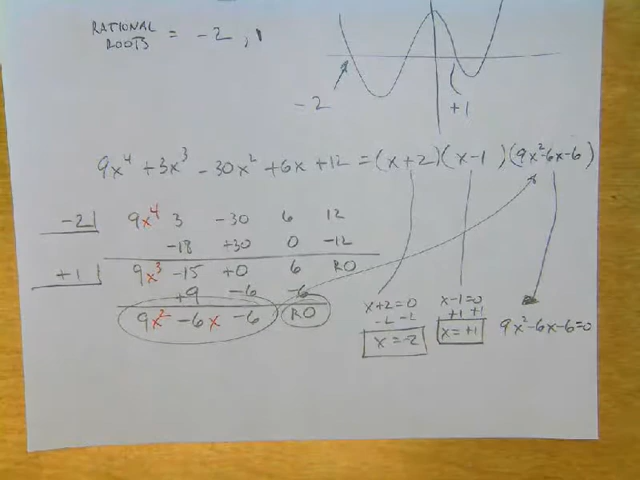 RATIONAL
ROOTS = -2, 1
-2
+1
9x⁴ +3x³ -30x² +6x +12 = (x+2)(x-1)(9x²-6x-6)
-2| 9x⁴ 3 -30 6 12
-18 +30 0 -12
+1| 9x³ -15 +0 6 R0
+9 -6 -6
9x² -6x -6 R0
x+2=0
-2 -2
x=-2
x-1=0
+1 +1
x=+1
9x²-6x-6=0